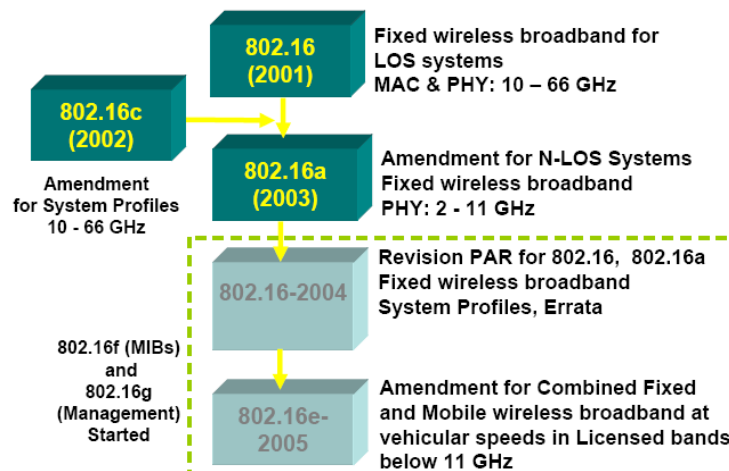 802.16
(2001)
Fixed wireless broadband for
LOS systems
MAC & PHY: 10 – 66 GHz
802.16c
(2002)
Amendment
for System Profiles
10 - 66 GHz
802.16a
(2003)
Amendment for N-LOS Systems
Fixed wireless broadband
PHY: 2 - 11 GHz
802.16-2004
Revision PAR for 802.16, 802.16a
Fixed wireless broadband
System Profiles, Errata
802.16f (MIBs)
and
802.16g
(Management)
Started
802.16e-
2005
Amendment for Combined Fixed
and Mobile wireless broadband at
vehicular speeds in Licensed bands
below 11 GHz